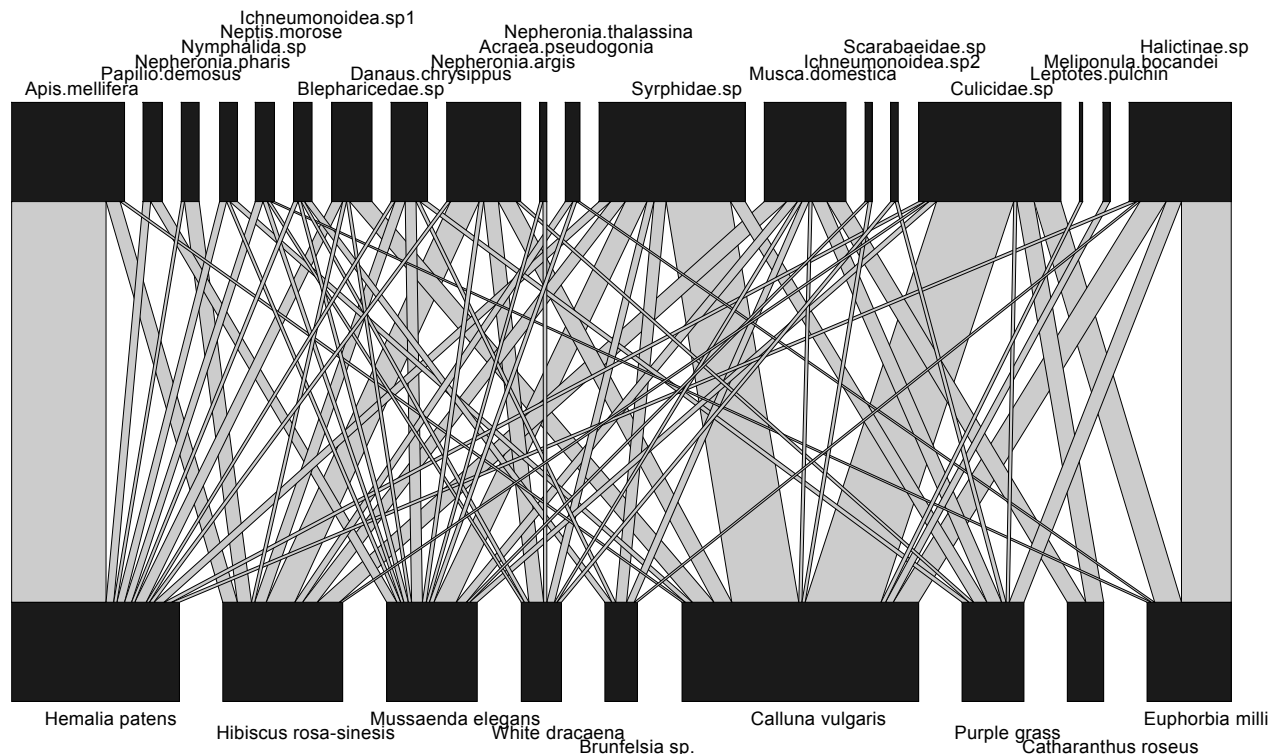 Ichneumonoidea.sp1
Neptis.morose
Nepheronia.thalassina
Nymphalida.sp
Acraea.pseudogonia
Scarabaeidae.sp
Halictinae.sp
Nepheronia.pharis
Nepheronia.argis
Ichneumonoidea.sp2
Meliponula.bocandei
Papilio.demosus
Danaus.chrysippus
Musca.domestica
Leptotes.pulchin
Apis.mellifera
Blepharicedae.sp
Syrphidae.sp
Culicidae.sp
Hemalia patens
Mussaenda elegans
Calluna vulgaris
Euphorbia milli
Hibiscus rosa-sinesis
White dracaena
Purple grass
Brunfelsia sp.
Catharanthus roseus